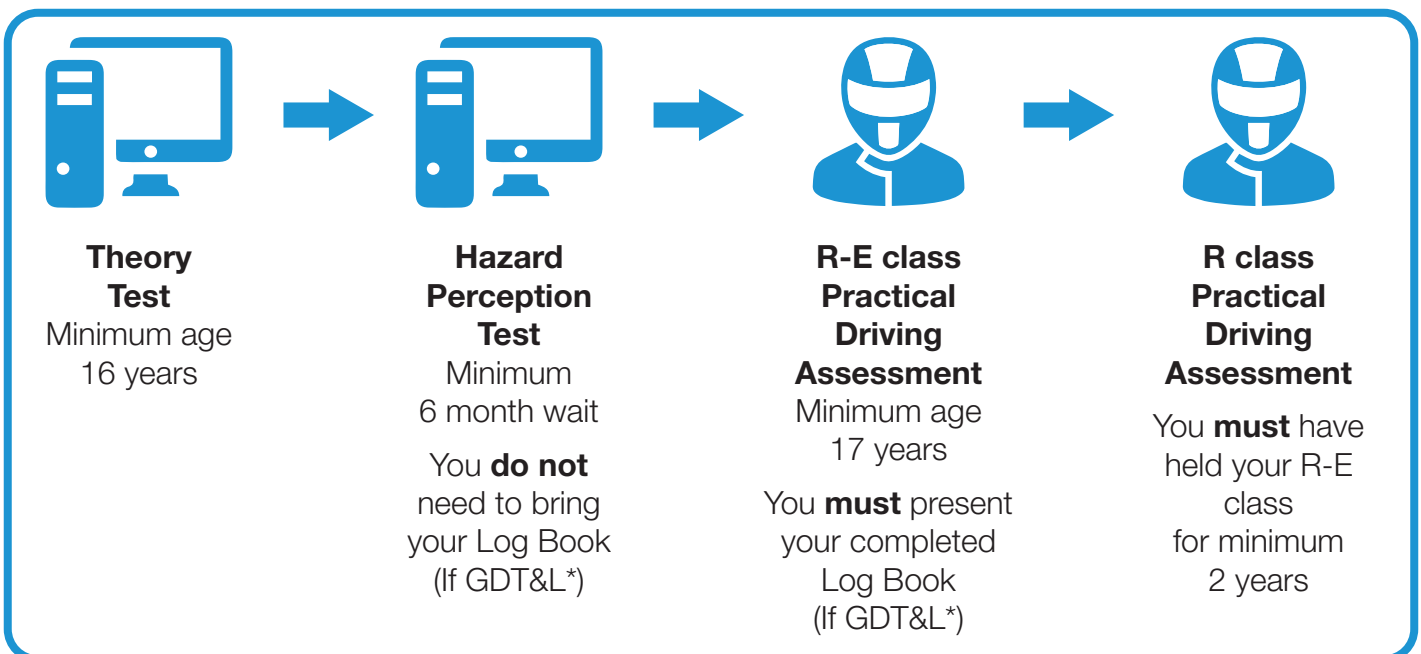 Theory
Test
Minimum age
16 years
Hazard
Perception
Test
Minimum
6 month wait
You do not
need to bring
your Log Book
(If GDT&L*)
R-E class
Practical
Driving
Assessment
Minimum age
17 years
You must present
your completed
Log Book
(If GDT&L*)
R class
Practical
Driving
Assessment
You must have
held your R-E
class
for minimum
2 years